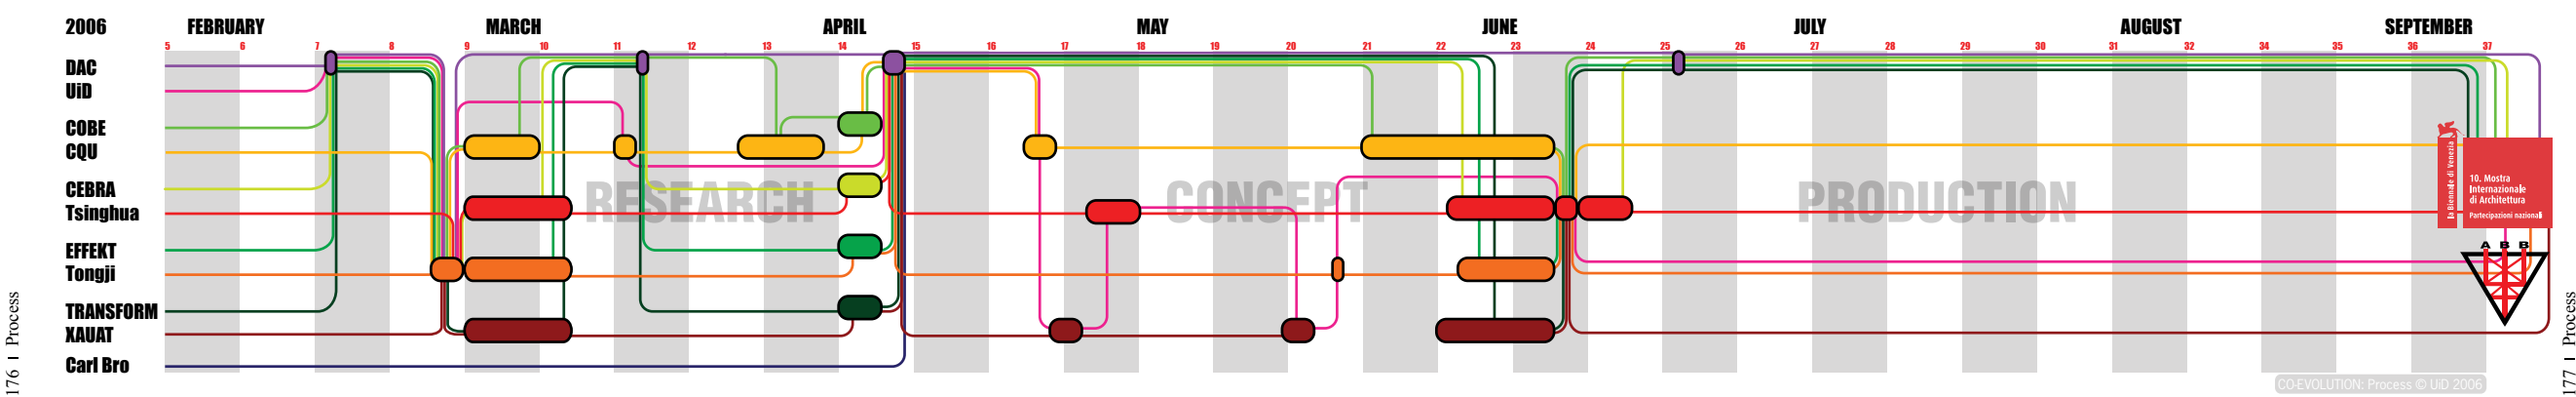 2006 FEBRUARY MARCH APRIL MAY JUNE JULY AUGUST SEPTEMBER
5 6 7 8 9 10 11 12 13 14 15 16 17 18 19 20 21 22 23 24 25 26 27 28 29 30 31 32 34 35 36 37
DAC
UiD
COBE
CQU
CEBRA
Tsinghua
EFFEKT
Tongji
TRANSFORM
XAUAT
Carl Bro
RESEARCH
CONCEPT
PRODUCTION
la Biennale di Venezia
10. Mostra
Internazionale
di Architettura
Partecipazioni nazionali
A B B
CO-EVOLUTION: Process © UiD 2006
176 | Process
177 | Process